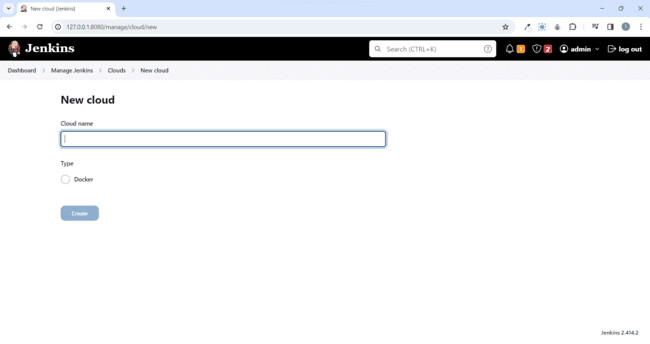 New cloud [Jenkins]
127.0.0.1:8080/manage/cloud/new
Jenkins
Search (CTRL+K)
1
2
admin
log out
Dashboard
Manage Jenkins
Clouds
New cloud
New cloud
Cloud name
Type
Docker
Create
Jenkins 2.414.2